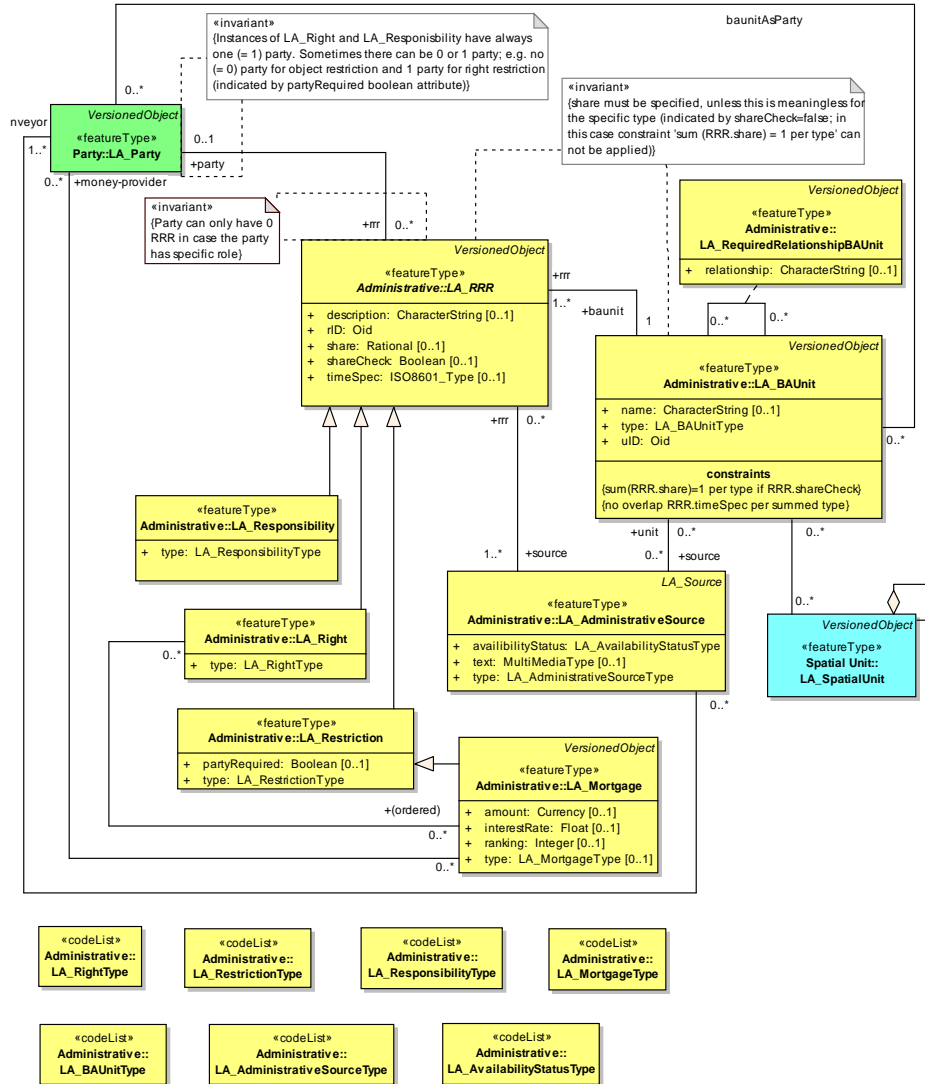 baunitAsParty
«invariant»
{Instances of LA_Right and LA_Responisbility have always
one (= 1) party. Sometimes there can be 0 or 1 party; e.g. no
(= 0) party for object restriction and 1 party for right restriction
(indicated by partyRequired boolean attribute)}
«invariant»
{share must be specified, unless this is meaningless for
the specific type (indicated by shareCheck=false; in
this case constraint 'sum (RRR.share) = 1 per type' can
not be applied)}
0..*
VersionedObject
«featureType»
Party::LA_Party
nveyor
1..*
0..*
+money-provider
0..1
+party
«invariant»
{Party can only have 0
RRR in case the party
has specific role}
+rrr
0..*
VersionedObject
«featureType»
Administrative::LA_RRR
+ description: CharacterString [0..1]
+ rID: Oid
+ share: Rational [0..1]
+ shareCheck: Boolean [0..1]
+ timeSpec: ISO8601_Type [0..1]
+rrr
1..*
+baunit
1
VersionedObject
«featureType»
Administrative::
LA_RequiredRelationshipBAUnit
+ relationship: CharacterString [0..1]
0..*
0..*
VersionedObject
«featureType»
Administrative::LA_BAUnit
+ name: CharacterString [0..1]
+ type: LA_BAUnitType
+ uID: Oid
constraints
{sum(RRR.share)=1 per type if RRR.shareCheck}
{no overlap RRR.timeSpec per summed type}
0..*
+rrr
0..*
«featureType»
Administrative::LA_Responsibility
+ type: LA_ResponsibilityType
1..*
+source
+unit
0..*
0..*
+source
0..*
0..*
LA_Source
«featureType»
Administrative::LA_AdministrativeSource
+ availibilityStatus: LA_AvailabilityStatusType
+ text: MultiMediaType [0..1]
+ type: LA_AdministrativeSourceType
0..*
VersionedObject
«featureType»
Spatial Unit::
LA_SpatialUnit
«featureType»
Administrative::LA_Right
+ type: LA_RightType
0..*
«featureType»
Administrative::LA_Restriction
+ partyRequired: Boolean [0..1]
+ type: LA_RestrictionType
VersionedObject
«featureType»
Administrative::LA_Mortgage
+ amount: Currency [0..1]
+ interestRate: Float [0..1]
+ ranking: Integer [0..1]
+ type: LA_MortgageType [0..1]
+(ordered)
0..*
0..*
«codeList»
Administrative::
LA_RightType
«codeList»
Administrative::
LA_RestrictionType
«codeList»
Administrative::
LA_ResponsibilityType
«codeList»
Administrative::
LA_MortgageType
«codeList»
Administrative::
LA_BAUnitType
«codeList»
Administrative::
LA_AdministrativeSourceType
«codeList»
Administrative::
LA_AvailabilityStatusType